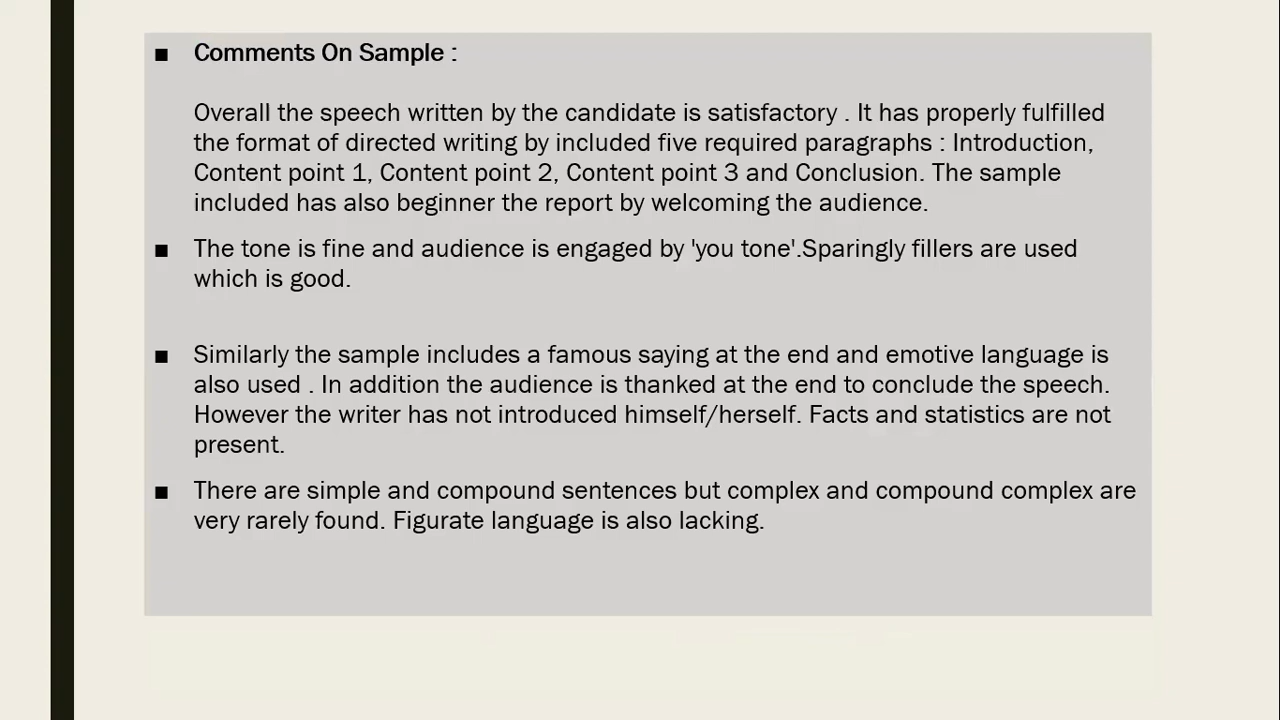 ■ Comments On Sample :
Overall the speech written by the candidate is satisfactory . It has properly fulfilled
the format of directed writing by included five required paragraphs : Introduction,
Content point 1, Content point 2, Content point 3 and Conclusion. The sample
included has also beginner the report by welcoming the audience.
■ The tone is fine and audience is engaged by 'you tone'.Sparingly fillers are used
which is good.
■ Similarly the sample includes a famous saying at the end and emotive language is
also used . In addition the audience is thanked at the end to conclude the speech.
However the writer has not introduced himself/herself. Facts and statistics are not
present.
■ There are simple and compound sentences but complex and compound complex are
very rarely found. Figurate language is also lacking.